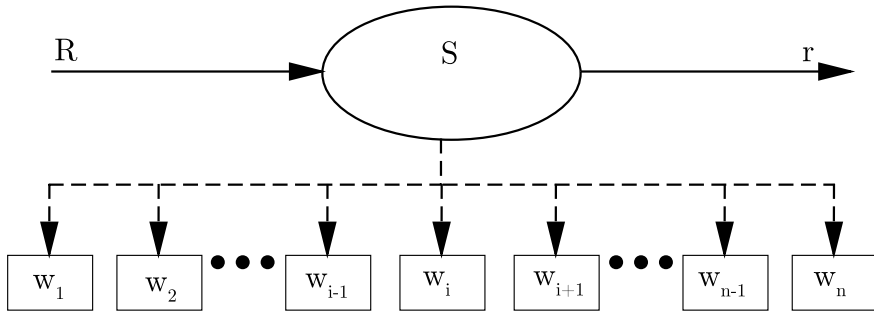 R S r
w₁ w₂ ••• wᵢ₋₁ wᵢ wᵢ₊₁ ••• wₙ₋₁ wₙ